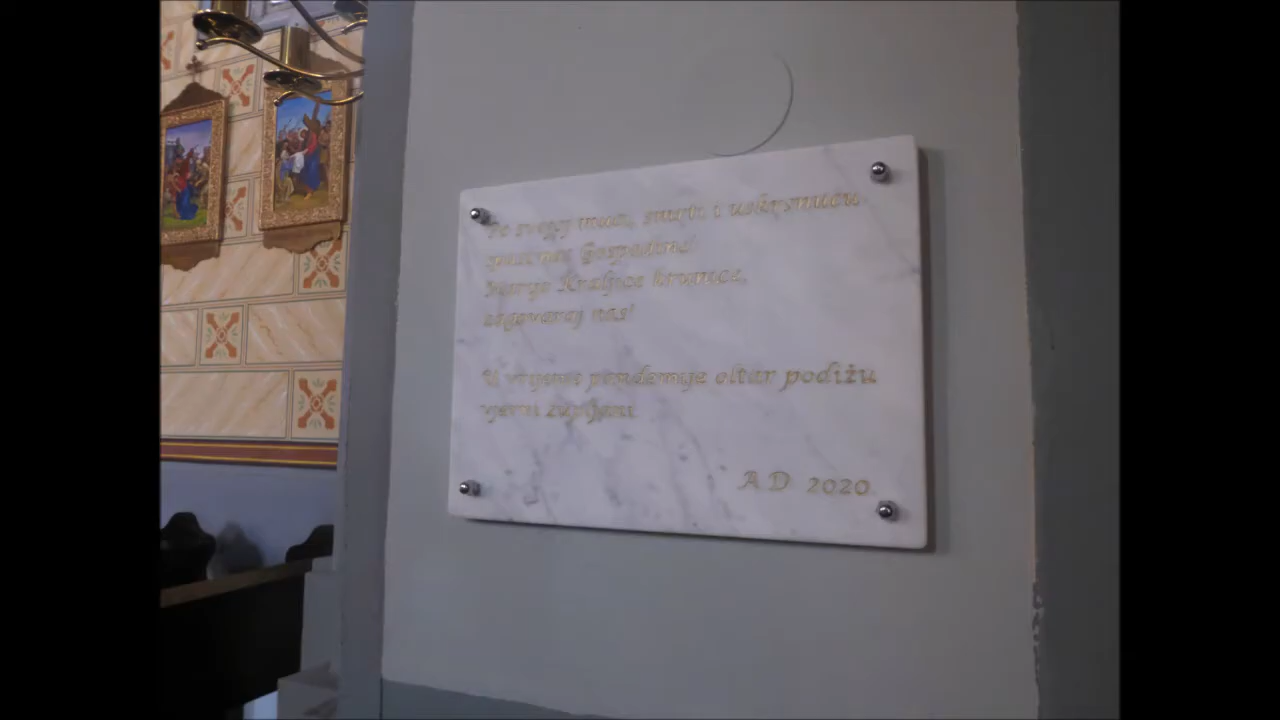 Po svojoj muci, smrti i uskrsnuću
spasi nas Gospodine!
Marijo Kraljice krunice,
zagovaraj nas!
U vrijeme pandemije oltar podižu
vjerni župljani
A D 2020